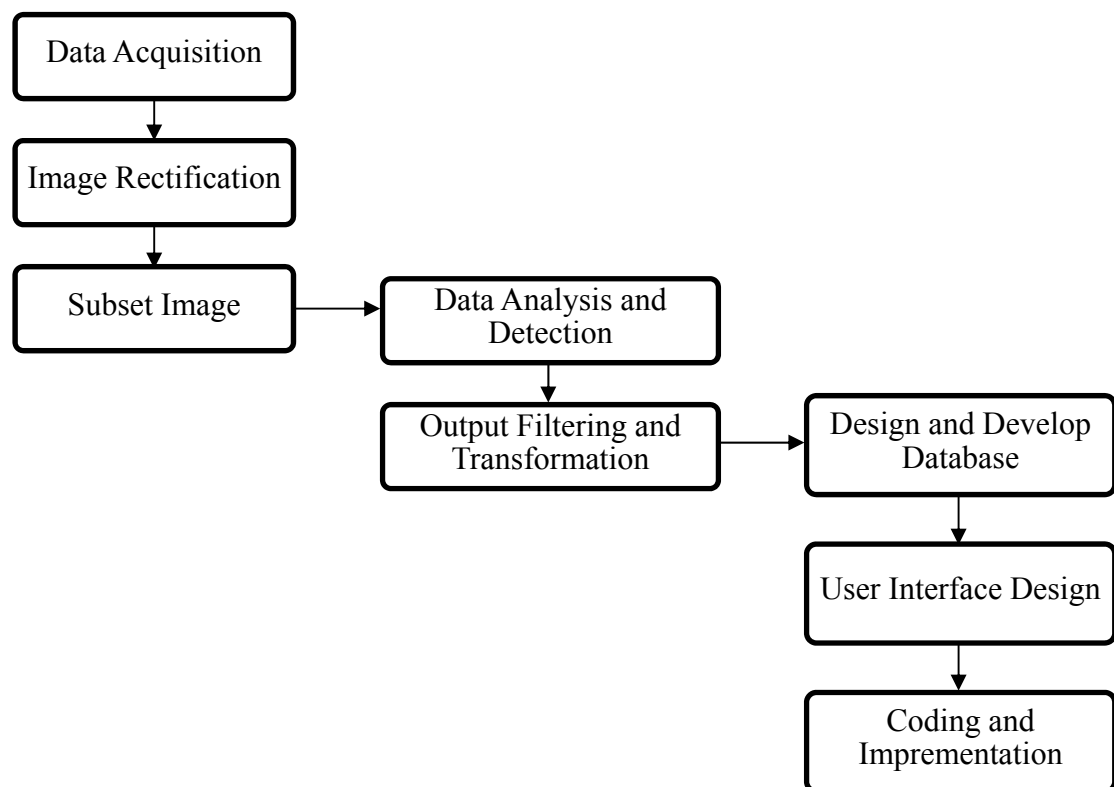 Data Acquisition
Image Rectification
Subset Image
Data Analysis and
Detection
Output Filtering and
Transformation
Design and Develop
Database
User Interface Design
Coding and
Imprementation